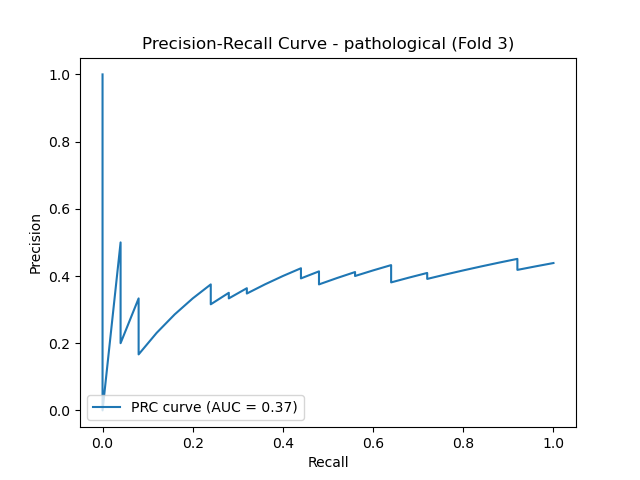 Precision-Recall Curve - pathological (Fold 3)
1.0
0.8
0.6
0.4
0.2
0.0
Precision
PRC curve (AUC = 0.37)
0.0 0.2 0.4 0.6 0.8 1.0
Recall